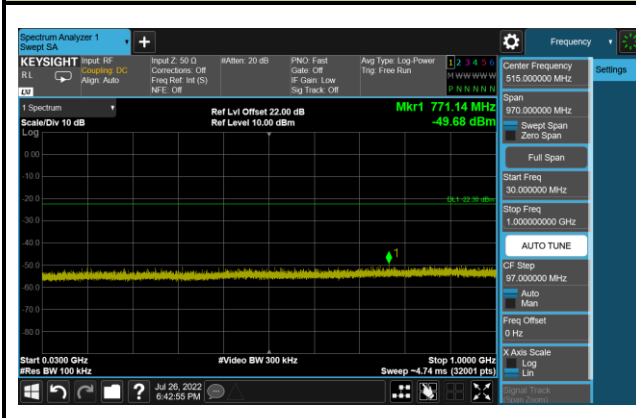 Spectrum Analyzer 1
Swept SA
+
Frequency
KEYSIGHT
RL
Input: RF
Coupling: DC
Align: Auto
Input Z: 50 Ω
Corrections: Off
Freq Ref: Int (S)
NFE: Off
#Atten: 20 dB
PNO: Fast
Gate: Off
IF Gain: Low
Sig Track: Off
Avg Type: Log-Power
Trig: Free Run
1 2 3 4 5 6
M W W W W W
P N N N N N
Center Frequency
515.000000 MHz
Settings
Span
970.000000 MHz
Swept Span
Zero Span
Full Span
Start Freq
30.000000 MHz
Stop Freq
1.000000000 GHz
AUTO TUNE
CF Step
97.000000 MHz
Auto
Man
Freq Offset
0 Hz
X Axis Scale
Log
Lin
Signal Track
(Span Zoom)
1 Spectrum
Scale/Div 10 dB
Log
Ref Lvl Offset 22.00 dB
Ref Level 10.00 dBm
Mkr1 771.14 MHz
-49.68 dBm
0.00
-10.0
-20.0
DL1 -22.30 dBm
-30.0
-40.0
1
-50.0
-60.0
-70.0
-80.0
Start 0.0300 GHz
#Res BW 100 kHz
#Video BW 300 kHz
Stop 1.0000 GHz
Sweep ~4.74 ms (32001 pts)
?
Jul 26, 2022
6:42:55 PM